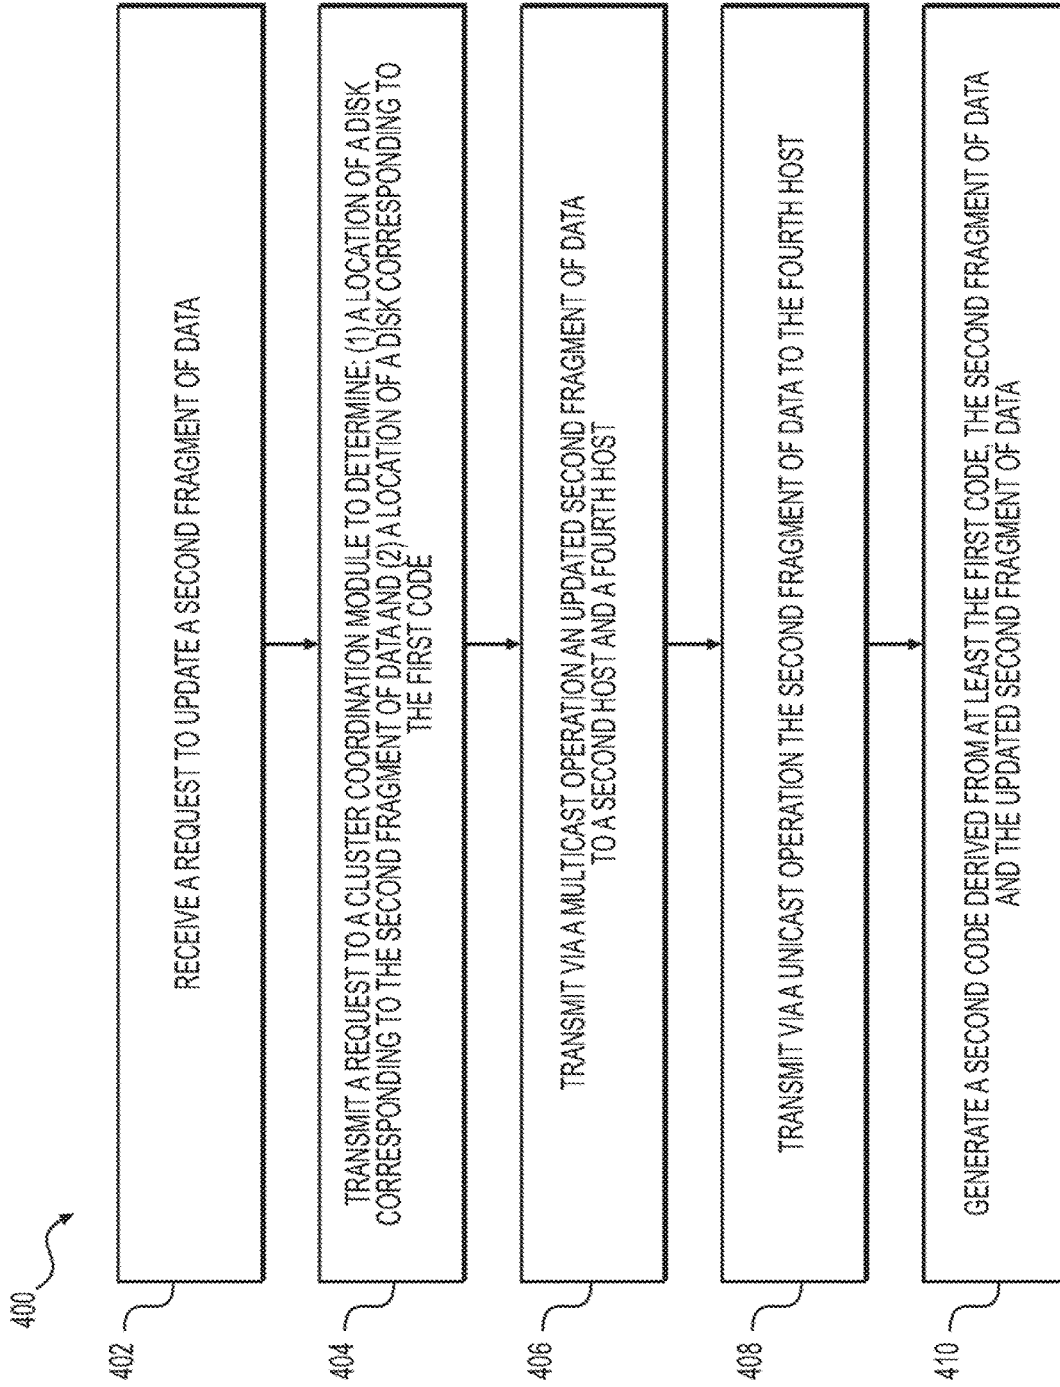 400
402
RECEIVE A REQUEST TO UPDATE A SECOND FRAGMENT OF DATA
404
TRANSMIT A REQUEST TO A CLUSTER COORDINATION MODULE TO DETERMINE: (1) A LOCATION OF A DISK
CORRESPONDING TO THE SECOND FRAGMENT OF DATA AND (2) A LOCATION OF A DISK CORRESPONDING TO
THE FIRST CODE
406
TRANSMIT VIA A MULTICAST OPERATION AN UPDATED SECOND FRAGMENT OF DATA
TO A SECOND HOST AND A FOURTH HOST
408
TRANSMIT VIA A UNICAST OPERATION THE SECOND FRAGMENT OF DATA TO THE FOURTH HOST
410
GENERATE A SECOND CODE DERIVED FROM AT LEAST THE FIRST CODE, THE SECOND FRAGMENT OF DATA
AND THE UPDATED SECOND FRAGMENT OF DATA